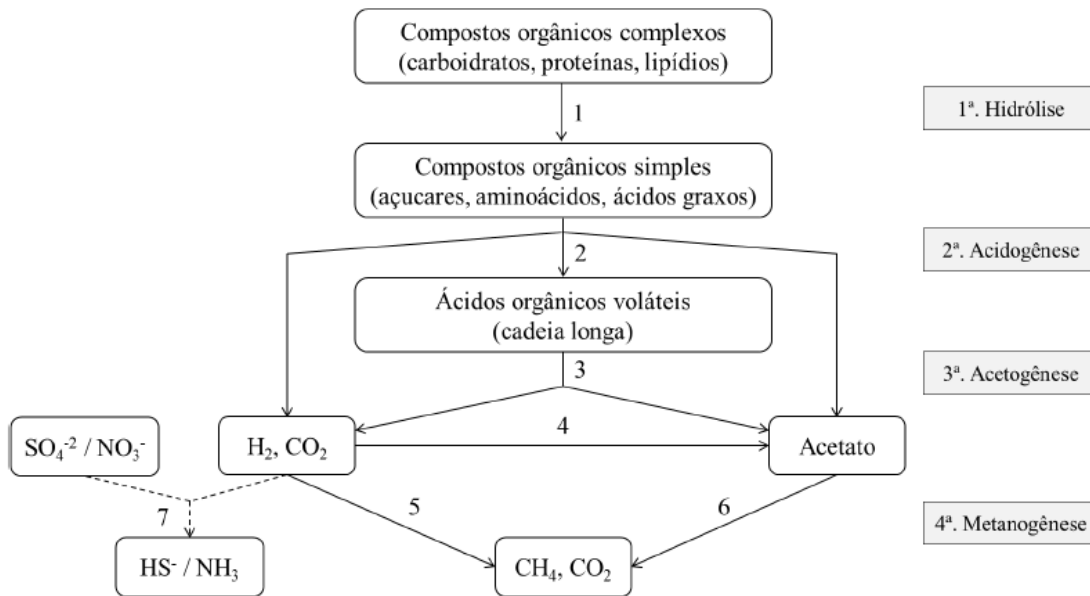 Compostos orgânicos complexos
(carboidratos, proteínas, lipídios)
1
1ª. Hidrólise
Compostos orgânicos simples
(açucares, aminoácidos, ácidos graxos)
2
2ª. Acidogênese
Ácidos orgânicos voláteis
(cadeia longa)
3
3ª. Acetogênese
SO₄⁻² / NO₃⁻
H₂, CO₂
4
Acetato
5
6
7
4ª. Metanogênese
HS⁻ / NH₃
CH₄, CO₂